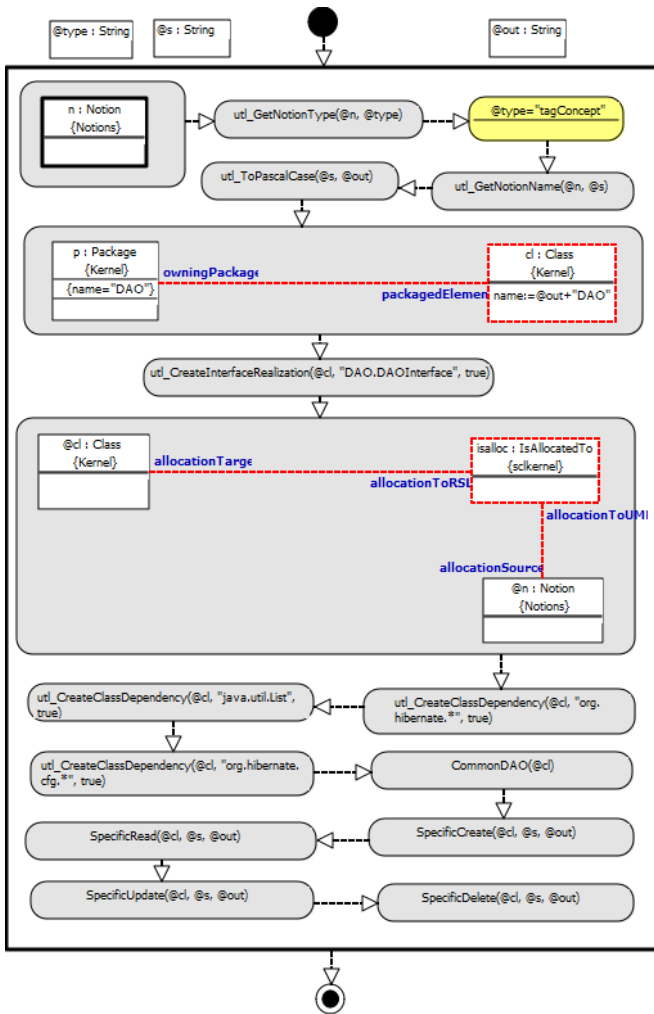 @type : String
@s : String
@out : String
n : Notion
{Notions}
utl_GetNotionType(@n, @type)
@type="tagConcept"
utl_ToPascalCase(@s, @out)
utl_GetNotionName(@n, @s)
p : Package
{Kernel}
{name="DAO"}
owningPackage
packagedElemen
cl : Class
{Kernel}
name:=@out+"DAO"
utl_CreateInterfaceRealization(@cl, "DAO.DAOInterface", true)
@cl : Class
{Kernel}
allocationTarge
allocationToRSL
isalloc : IsAllocatedTo
{sclkernel}
allocationToUMI
allocationSource
@n : Notion
{Notions}
utl_CreateClassDependency(@cl, "java.util.List",
true)
utl_CreateClassDependency(@cl, "org.
hibernate.*", true)
utl_CreateClassDependency(@cl, "org.hibernate.
cfg.*", true)
CommonDAO(@cl)
SpecificRead(@cl, @s, @out)
SpecificCreate(@cl, @s, @out)
SpecificUpdate(@cl, @s, @out)
SpecificDelete(@cl, @s, @out)